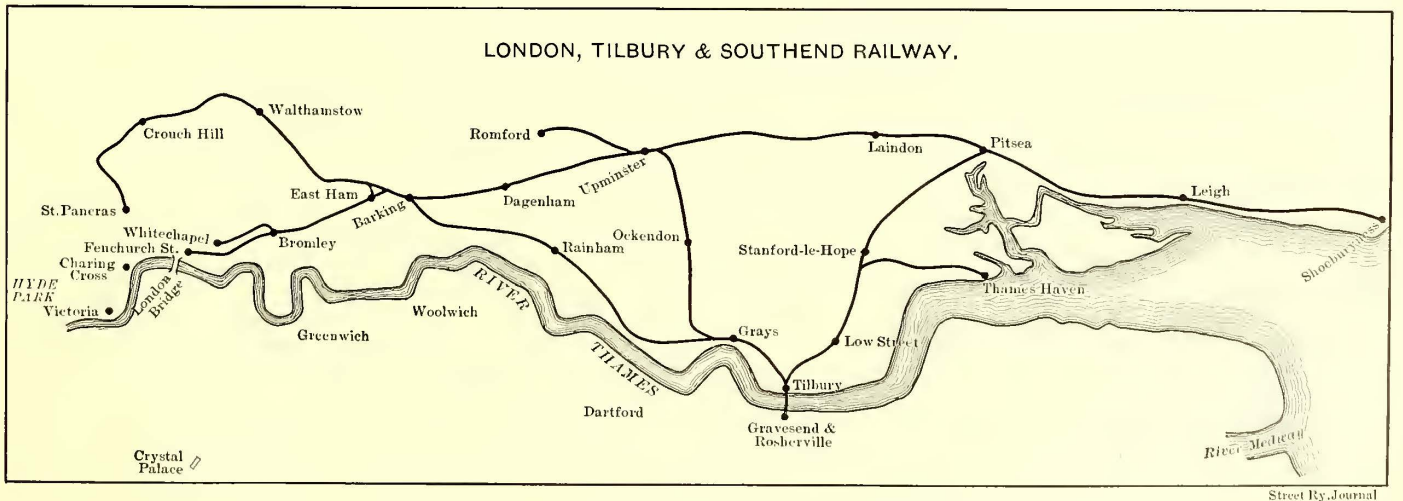 LONDON, TILBURY & SOUTHEND RAILWAY.
Walthamstow
Crouch Hill
Romford
Laindon
Pitsea
Upminster
East Ham
Barking
Dagenham
Leigh
St. Pancras
Whitechapel
Bromley
Fenchurch St.
Rainham
Ockendon
Stanford-le-Hope
Shoeburyness
Charing
Cross
HYDE
PARK
London
Bridge
Victoria
Greenwich
Woolwich
RIVER
THAMES
Thames Haven
Grays
Low Street
Tilbury
Dartford
Gravesend &
Rosherville
River Medway
Crystal
Palace
Street Ry. Journal